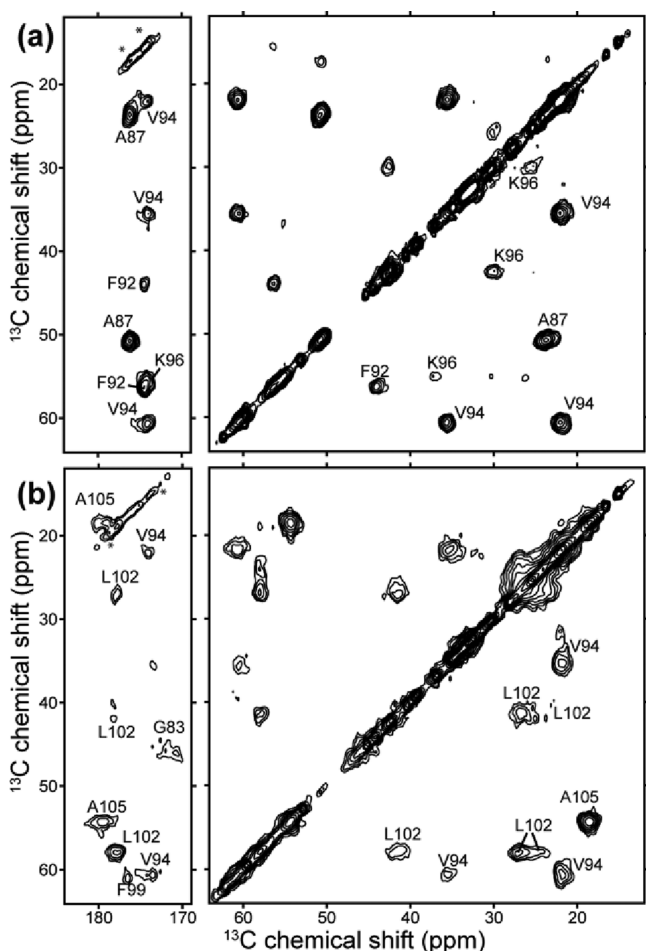 (a)
* *
20
V94
A87
30
K96
V94
V94
40
F92
K96
50
A87
A87
K96
F92
F92
K96
60
V94
V94
V94
13C chemical shift (ppm)
(b)
A105
*
20
*
V94
L102
30
V94
40
L102
G83
L102
L102
50
A105
A105
L102
L102
L102
60
V94
V94
V94
F99
13C chemical shift (ppm)
180 170 60 50 40 30 20
13C chemical shift (ppm)